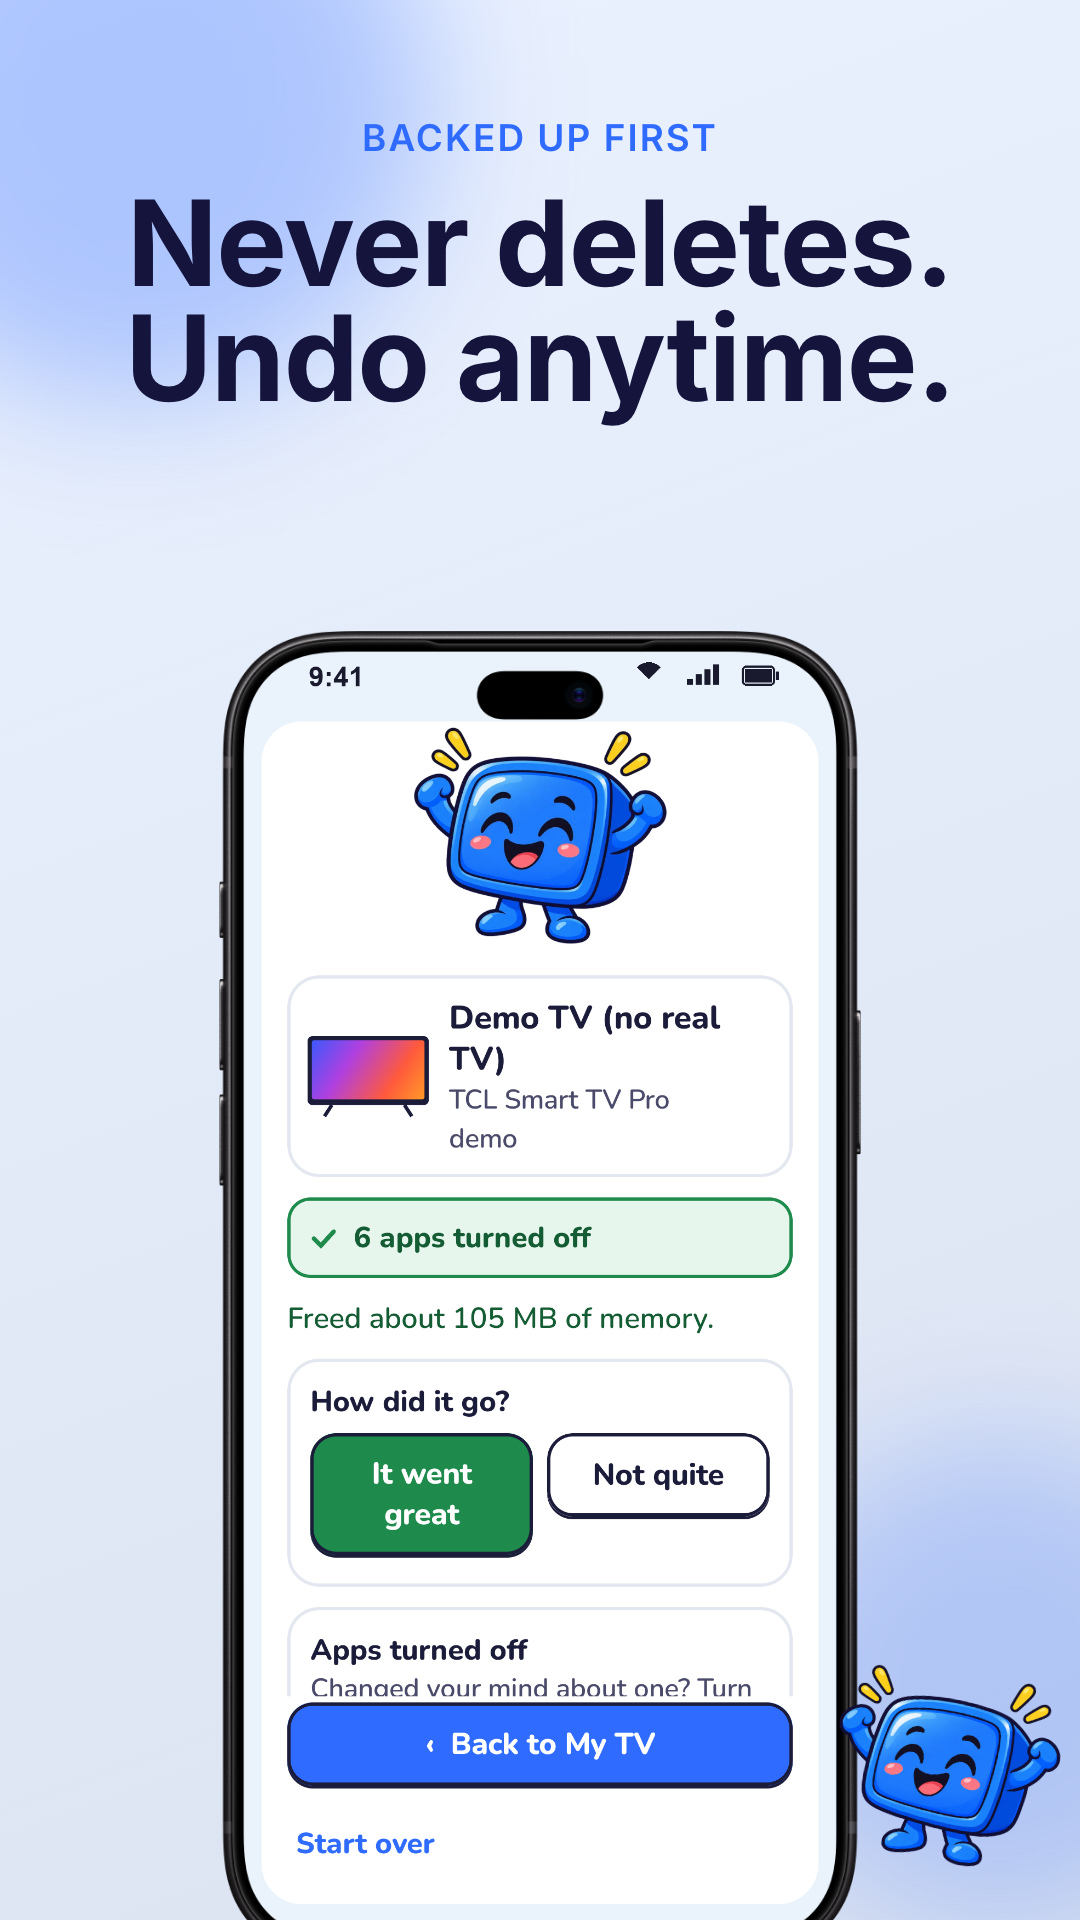 BACKED UP FIRST
Never deletes.
Undo anytime.
9:41
Demo TV (no real
TV)
TCL Smart TV Pro
demo
6 apps turned off
Freed about 105 MB of memory.
How did it go?
It went
great
Not quite
Apps turned off
Changed your mind about one? Turn
‹ Back to My TV
Start over